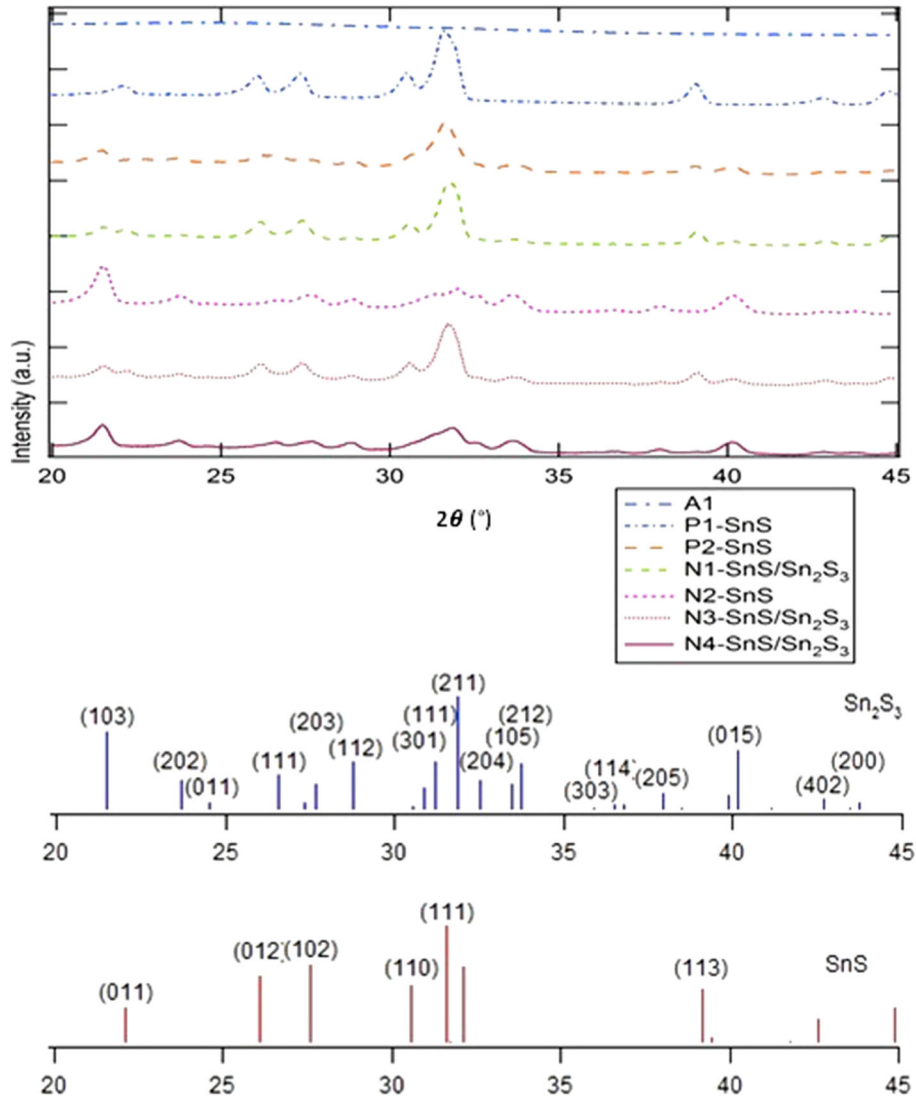 Intensity (a.u.)
20 25 30 35 40 45
2θ (°)
A1
P1-SnS
P2-SnS
N1-SnS/Sn₂S₃
N2-SnS
N3-SnS/Sn₂S₃
N4-SnS/Sn₂S₃
Sn₂S₃
(103)
(202)
(011)
(111)
(203)
(112)
(301)
(111)
(211)
(204)
(105)
(212)
(303)
(114)
(205)
(015)
(402)
(200)
20 25 30 35 40 45
SnS
(011)
(012)
(102)
(110)
(111)
(113)
20 25 30 35 40 45